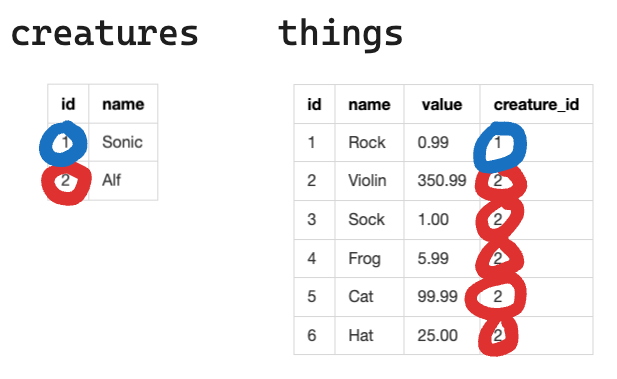 creatures things
id name
1 Sonic
2 Alf
id name value creature_id
1 Rock 0.99 1
2 Violin 350.99 2
3 Sock 1.00 2
4 Frog 5.99 2
5 Cat 99.99 2
6 Hat 25.00 2